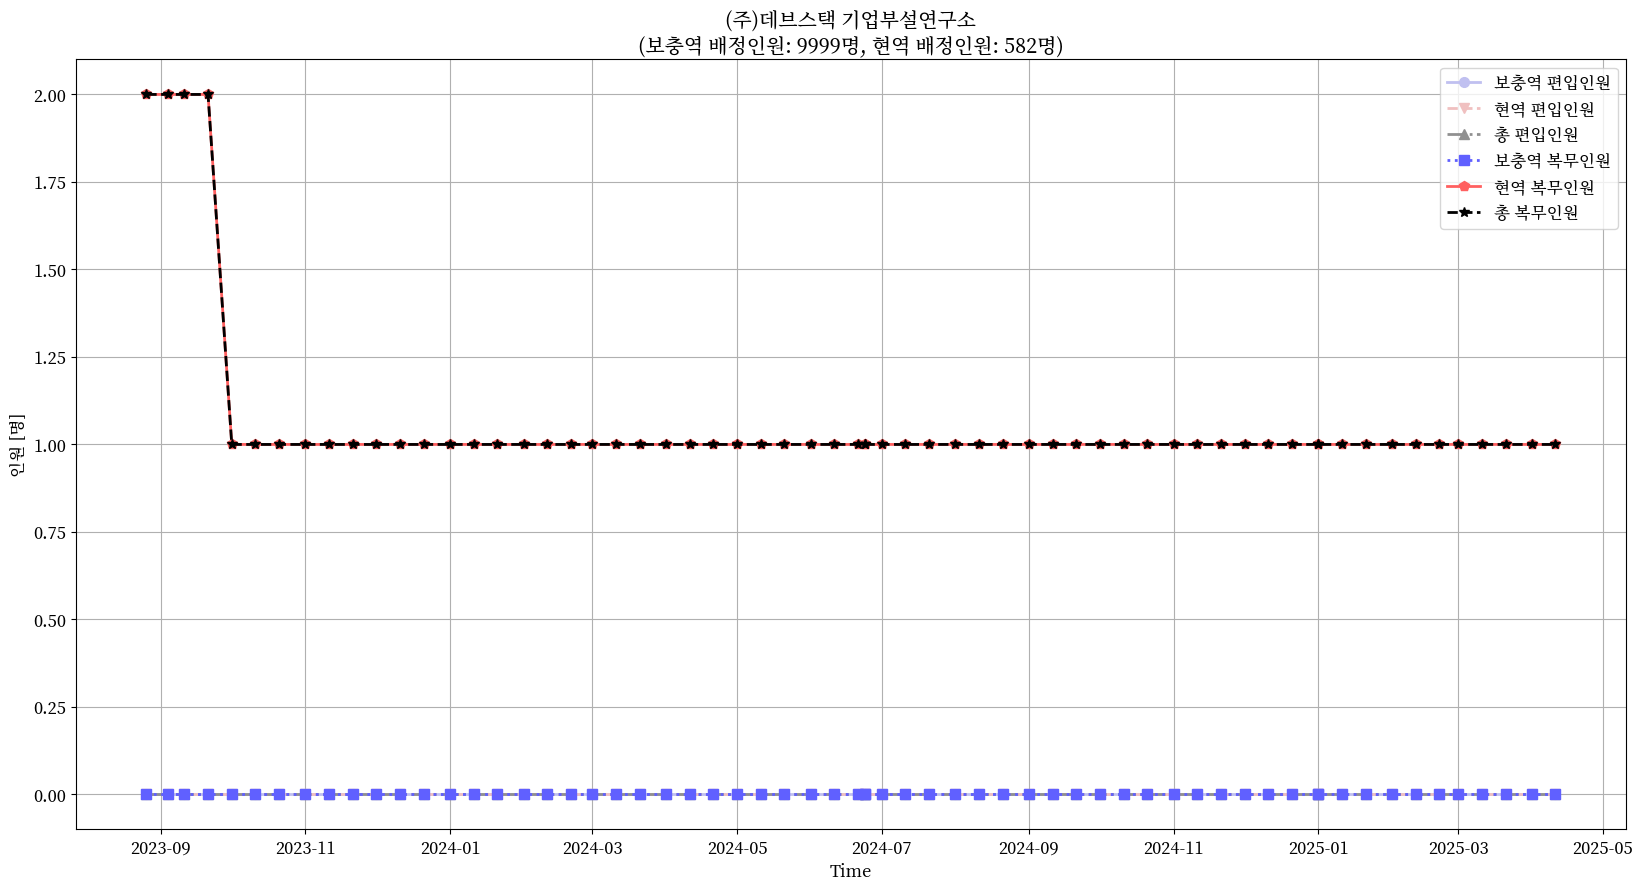 (주)데브스택 기업부설연구소
(보충역 배정인원: 9999명, 현역 배정인원: 582명)
보충역 편입인원
현역 편입인원
총 편입인원
보충역 복무인원
현역 복무인원
총 복무인원
2.00
1.75
1.50
1.25
1.00
0.75
0.50
0.25
0.00
인원 [명]
2023-09 2023-11 2024-01 2024-03 2024-05 2024-07 2024-09 2024-11 2025-01 2025-03 2025-05
Time